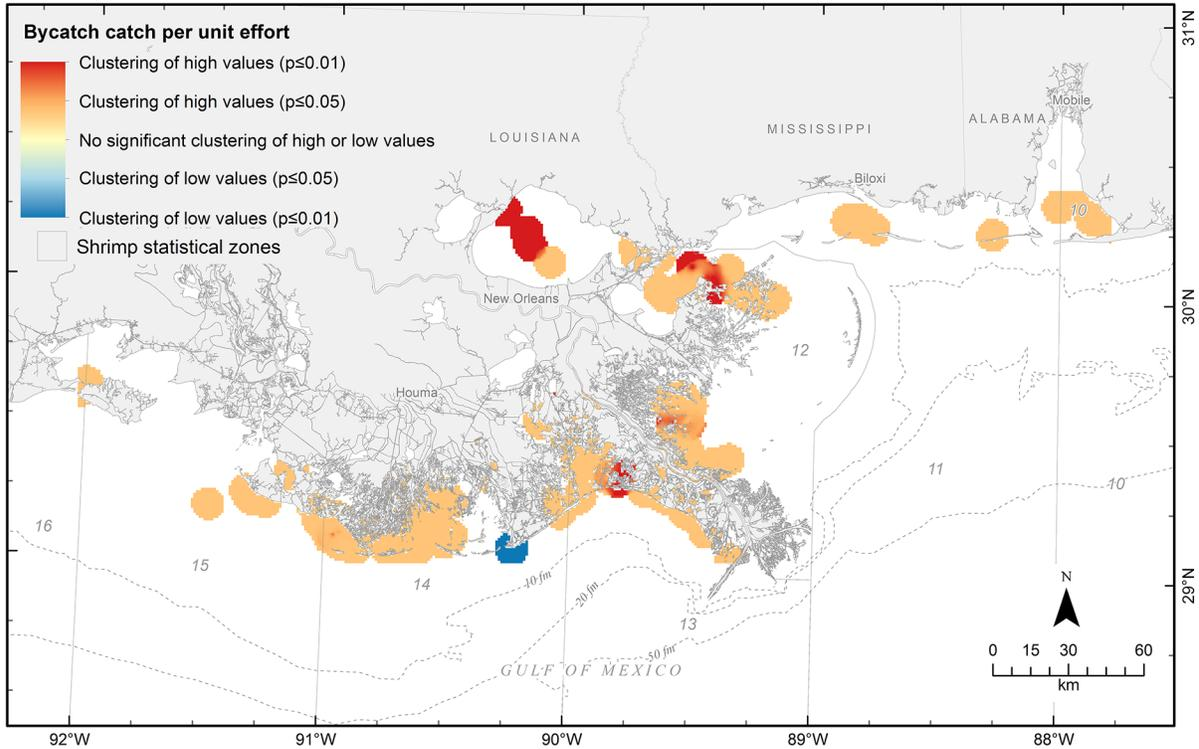 Bycatch catch per unit effort
Clustering of high values (p≤0.01)
Clustering of high values (p≤0.05)
No significant clustering of high or low values
Clustering of low values (p≤0.05)
Clustering of low values (p≤0.01)
Shrimp statistical zones
31°N
Mobile
ALABAMA
MISSISSIPPI
LOUISIANA
Biloxi
10
New Orleans
30°N
12
Houma
11
10
16
15
14
10 fm
20 fm
13
50 fm
GULF OF MEXICO
29°N
N
0 15 30 60
km
92°W 91°W 90°W 89°W 88°W